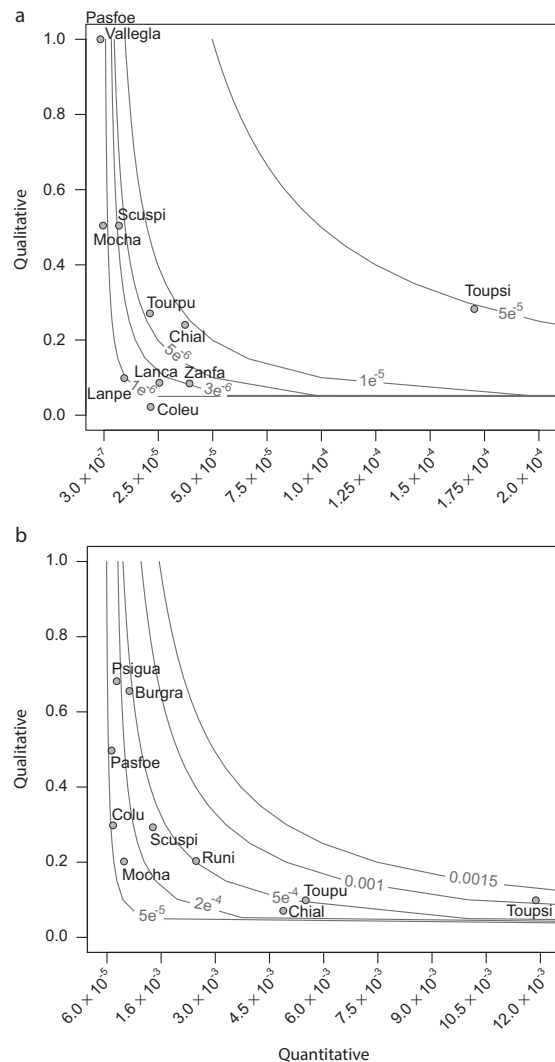 a
Pasfoe
Vallegla
1.0
0.8
0.6
Scuspi
Mocha
0.4
Qualitative
Tourpu
Chial
Toupsi
5e⁻⁵
0.2
5e⁻⁶
Lanca Zanfa
1e⁻⁵
Lanpe
1e⁻⁶
3e⁻⁶
0.0
Coleu
3.0 × 10⁻⁷
2.5 × 10⁻⁵
5.0 × 10⁻⁵
7.5 × 10⁻⁵
1.0 × 10⁻⁴
1.25 × 10⁻⁴
1.5 × 10⁻⁴
1.75 × 10⁻⁴
2.0 × 10⁻⁴
b
1.0
0.8
Psigua
Burgra
0.6
Pasfoe
0.4
Qualitative
Colu
Scuspi
0.2
Mocha
Runi
0.001
0.0015
5e⁻⁵
2e⁻⁴
5e⁻⁴
Toupu
Chial
Toupsi
0.0
6.0 × 10⁻⁵
1.6 × 10⁻³
3.0 × 10⁻³
4.5 × 10⁻³
6.0 × 10⁻³
7.5 × 10⁻³
9.0 × 10⁻³
10.5 × 10⁻³
12.0 × 10⁻³
Quantitative